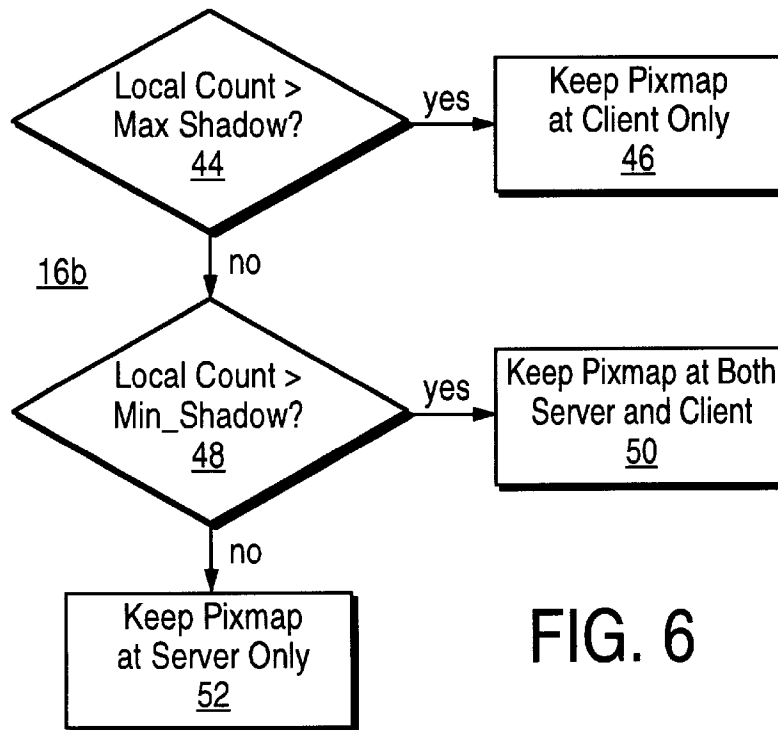 Local Count >
Max Shadow?
44
yes
Keep Pixmap
at Client Only
46
no
16b
Local Count >
Min_Shadow?
48
yes
Keep Pixmap at Both
Server and Client
50
no
Keep Pixmap
at Server Only
52
FIG. 6